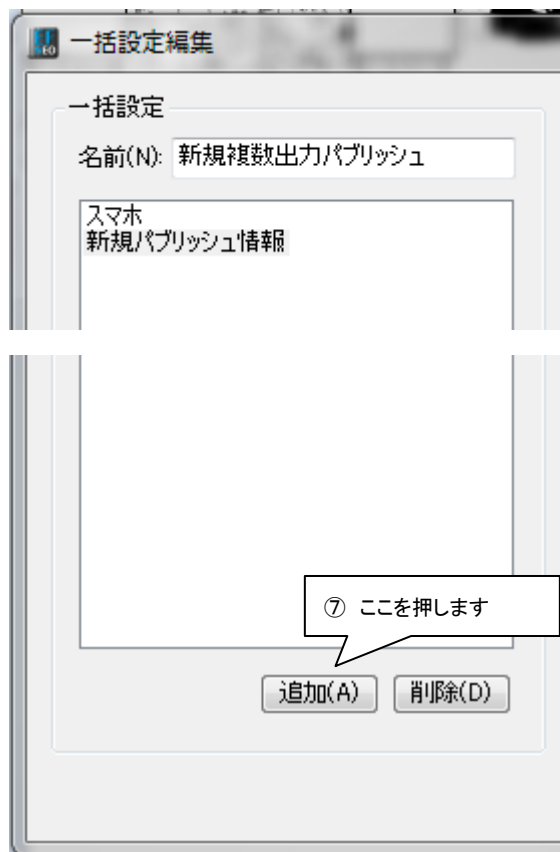 一括設定編集
一括設定
名前(N): 新規複数出力パブリッシュ
スマホ
新規パブリッシュ情報
⑦ ここを押します
追加(A) 削除(D)